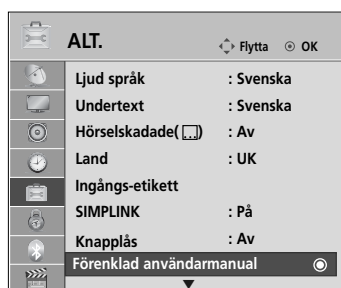 ALT. Flytta OK
Ljud språk : Svenska
Undertext : Svenska
Hörselskadade( ) : Av
Land : UK
Ingångs-etikett
SIMPLINK : På
Knapplås : Av
Förenklad användarmanual